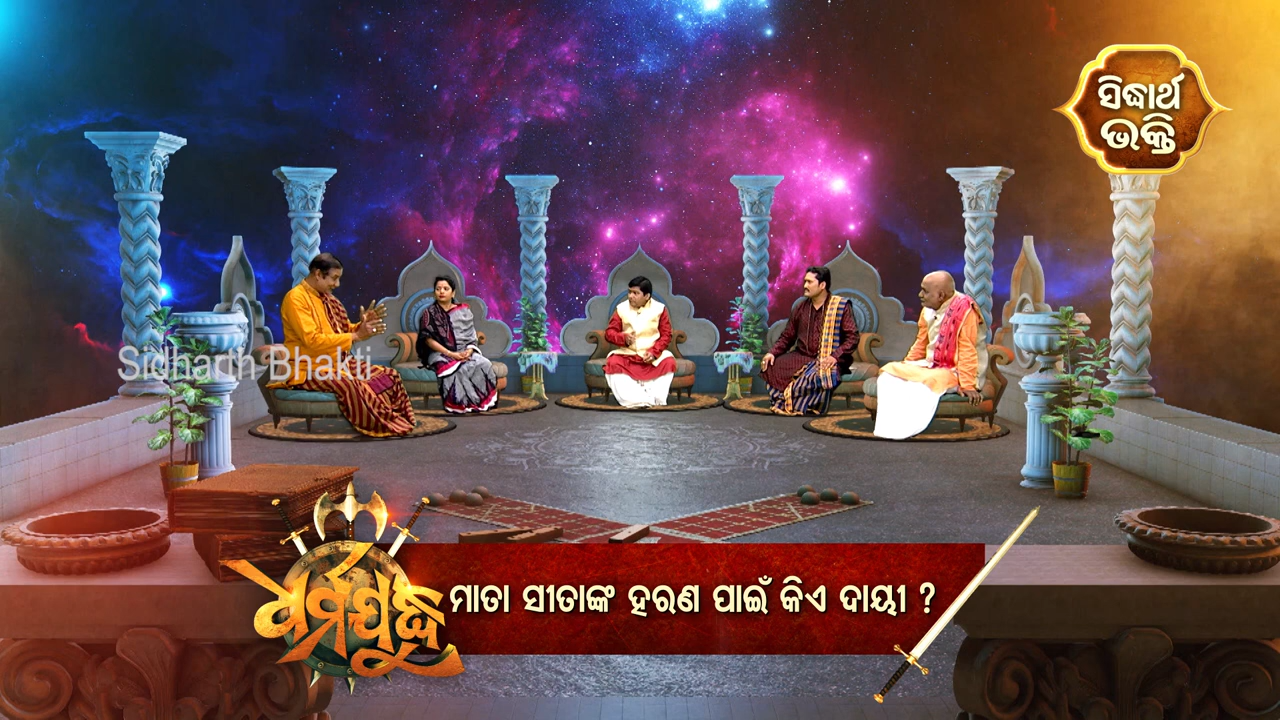 ସିଦ୍ଧାର୍ଥ
ଭକ୍ତି
Sidharth Bhakti
ଧର୍ମଯୁଦ୍ଧ
ମାତା ସୀତାଙ୍କ ହରଣ ପାଇଁ କିଏ ଦାୟୀ ?